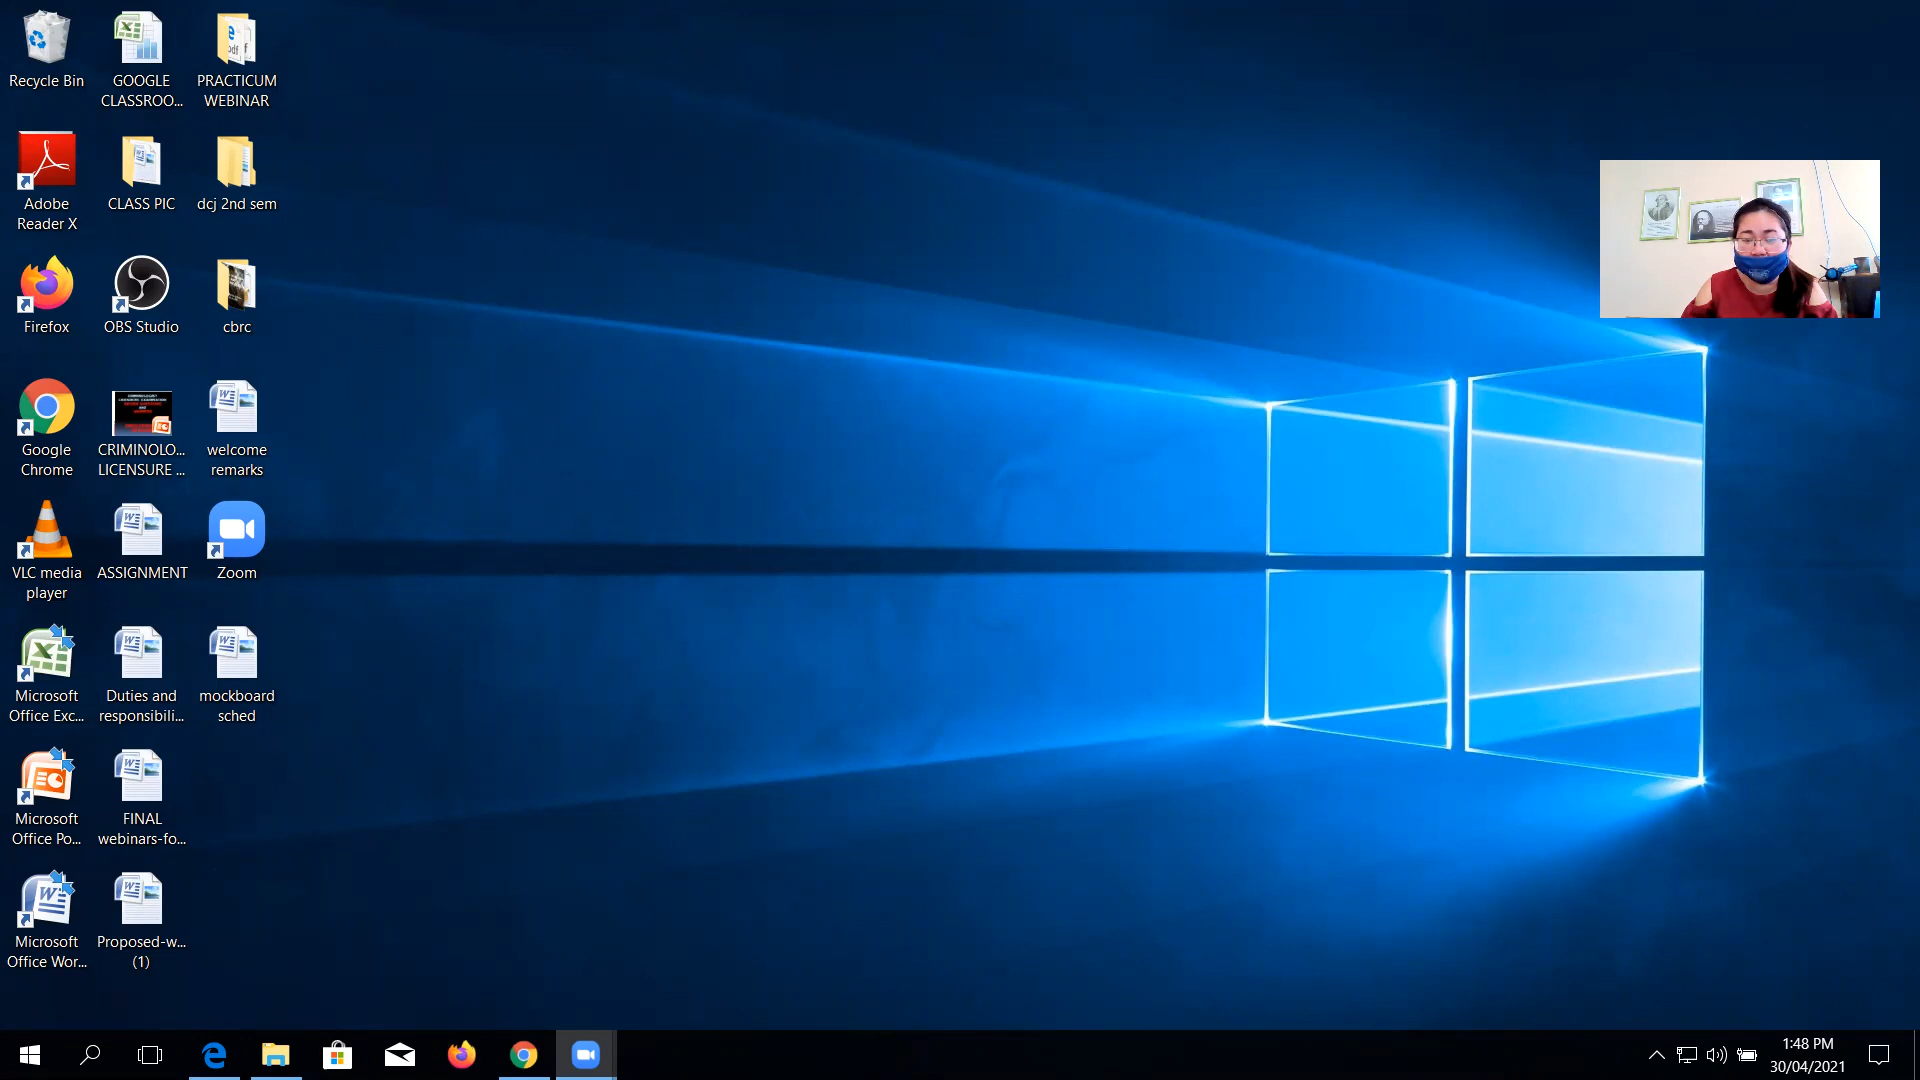 Recycle Bin
GOOGLE
CLASSROO...
PRACTICUM
WEBINAR
Adobe
Reader X
CLASS PIC
dcj 2nd sem
Firefox
OBS Studio
cbrc
Google
Chrome
CRIMINOLO...
LICENSURE ...
welcome
remarks
VLC media
player
ASSIGNMENT
Zoom
Microsoft
Office Exc...
Duties and
responsibili...
mockboard
sched
Microsoft
Office Po...
FINAL
webinars-fo...
Microsoft
Office Wor...
Proposed-w...
(1)
1:48 PM
30/04/2021